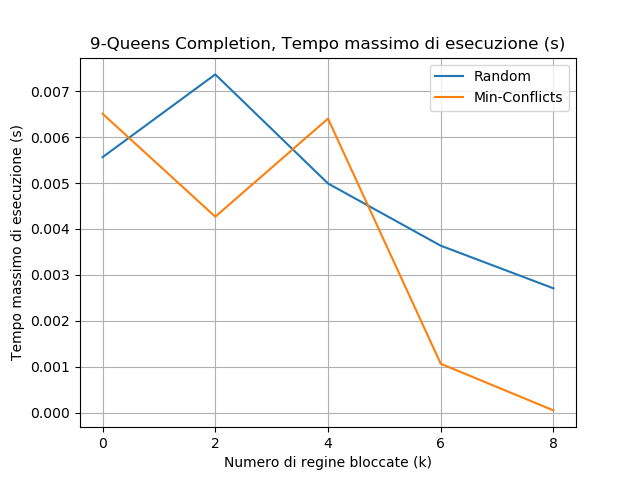 9-Queens Completion, Tempo massimo di esecuzione (s)
Random
Min-Conflicts
Tempo massimo di esecuzione (s)
0.007
0.006
0.005
0.004
0.003
0.002
0.001
0.000
0 2 4 6 8
Numero di regine bloccate (k)